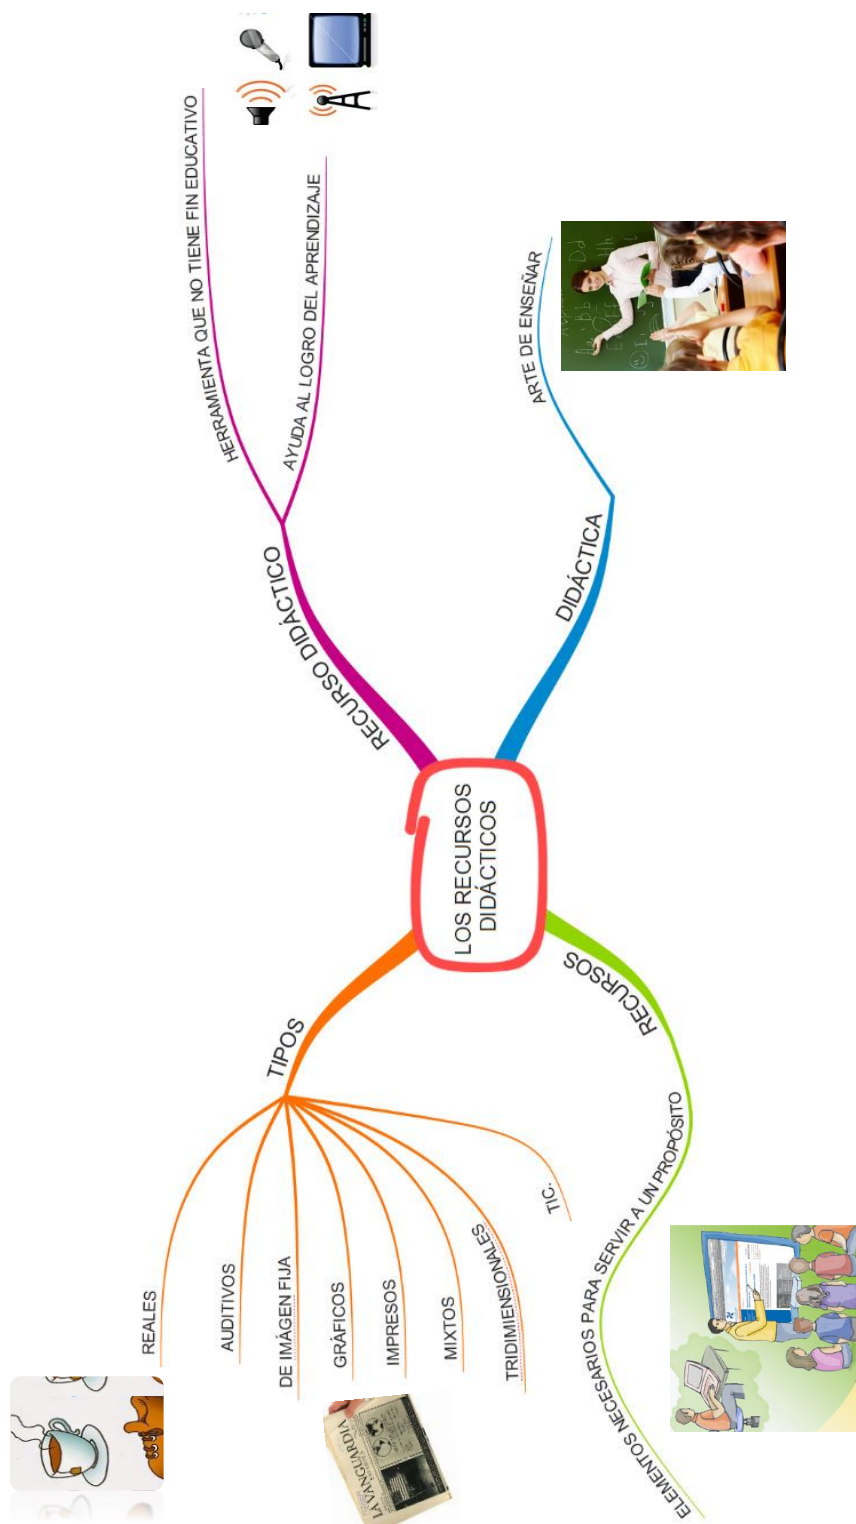 LOS RECURSOS
DIDÁCTICOS
RECURSO DIDÁCTICO
HERRAMIENTA QUE NO TIENE FIN EDUCATIVO
AYUDA AL LOGRO DEL APRENDIZAJE
DIDÁCTICA
ARTE DE ENSEÑAR
RECURSOS
ELEMENTOS NECESARIOS PARA SERVIR A UN PROPÓSITO
TIPOS
REALES
AUDITIVOS
DE IMÁGEN FIJA
GRÁFICOS
IMPRESOS
MIXTOS
TRIDIMIENSIONALES
TIC.
LA VANGUARDIA
Dd